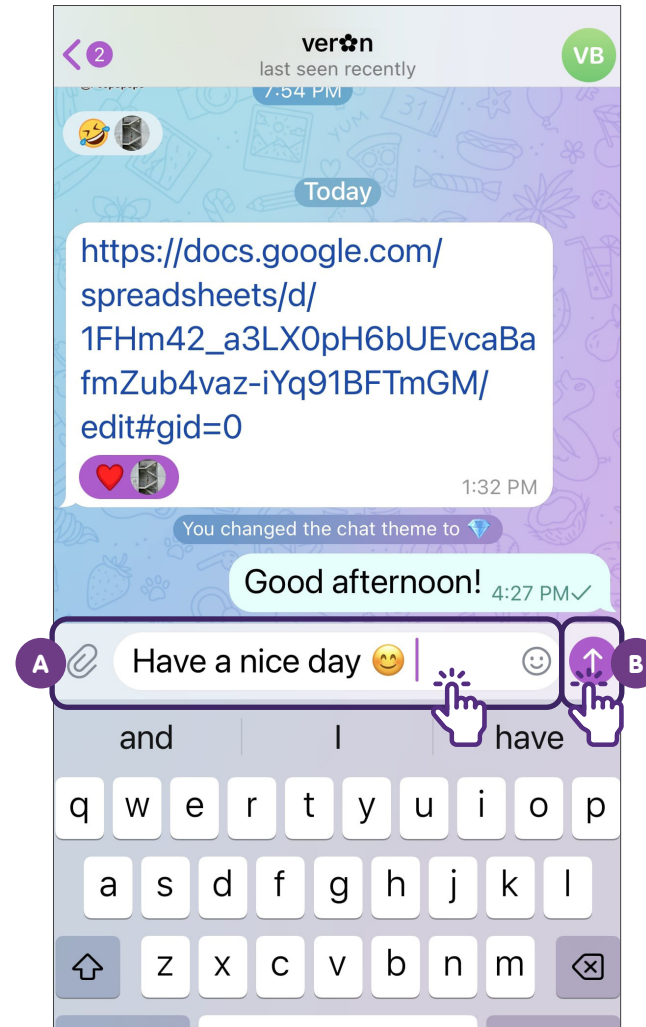 2
ver✿n
last seen recently
VB
7:54 PM
Today
https://docs.google.com/
spreadsheets/d/
1FHm42_a3LX0pH6bUEvcaBa
fmZub4vaz-iYq91BFTmGM/
edit#gid=0
1:32 PM
You changed the chat theme to 💎
Good afternoon! 4:27 PM✓
A
Have a nice day 😊
B
and I have
q w e r t y u i o p
a s d f g h j k l
z x c v b n m